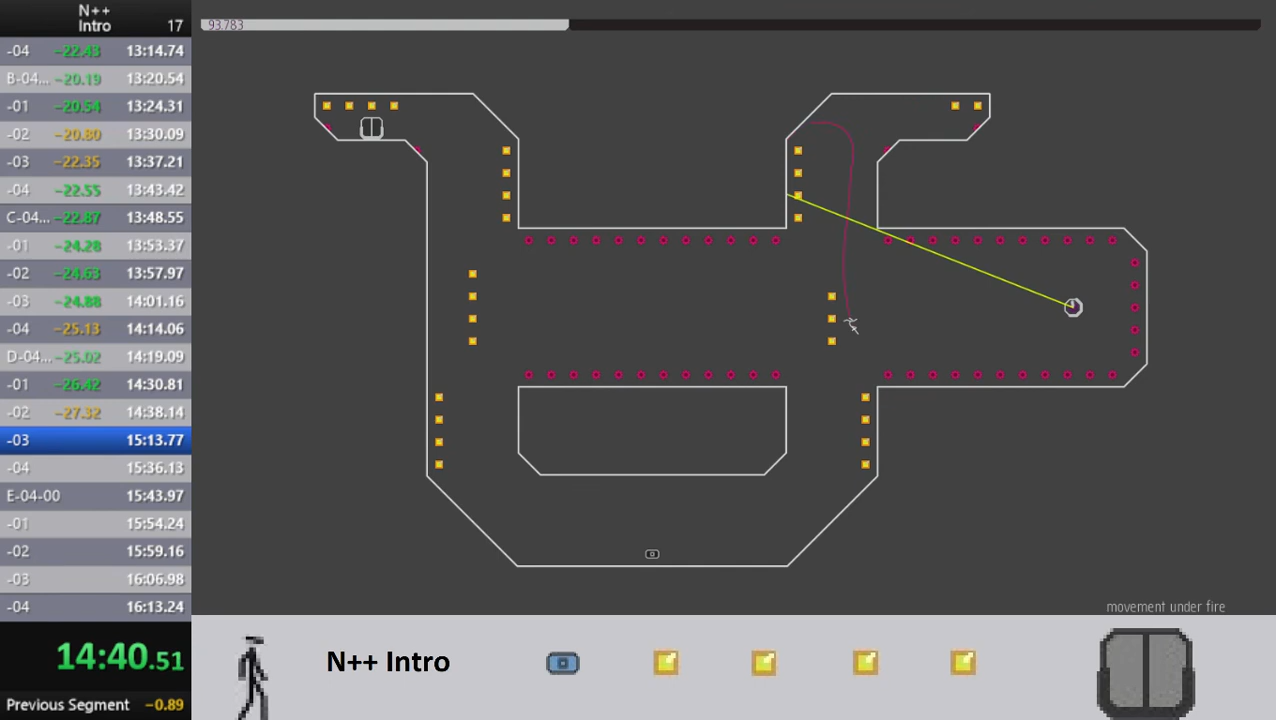 N++
Intro 17
-04 -22.43 13:14.74
B-04... -20.19 13:20.54
-01 -20.54 13:24.31
-02 -20.80 13:30.09
-03 -22.35 13:37.21
-04 -22.55 13:43.42
C-04... -22.87 13:48.55
-01 -24.28 13:53.37
-02 -24.63 13:57.97
-03 -24.88 14:01.16
-04 -25.13 14:14.06
D-04... -25.02 14:19.09
-01 -26.42 14:30.81
-02 -27.32 14:38.14
-03 15:13.77
-04 15:36.13
E-04-00 15:43.97
-01 15:54.24
-02 15:59.16
-03 16:06.98
-04 16:13.24
14:40.51
Previous Segment -0.89
93.783
movement under fire
N++ Intro